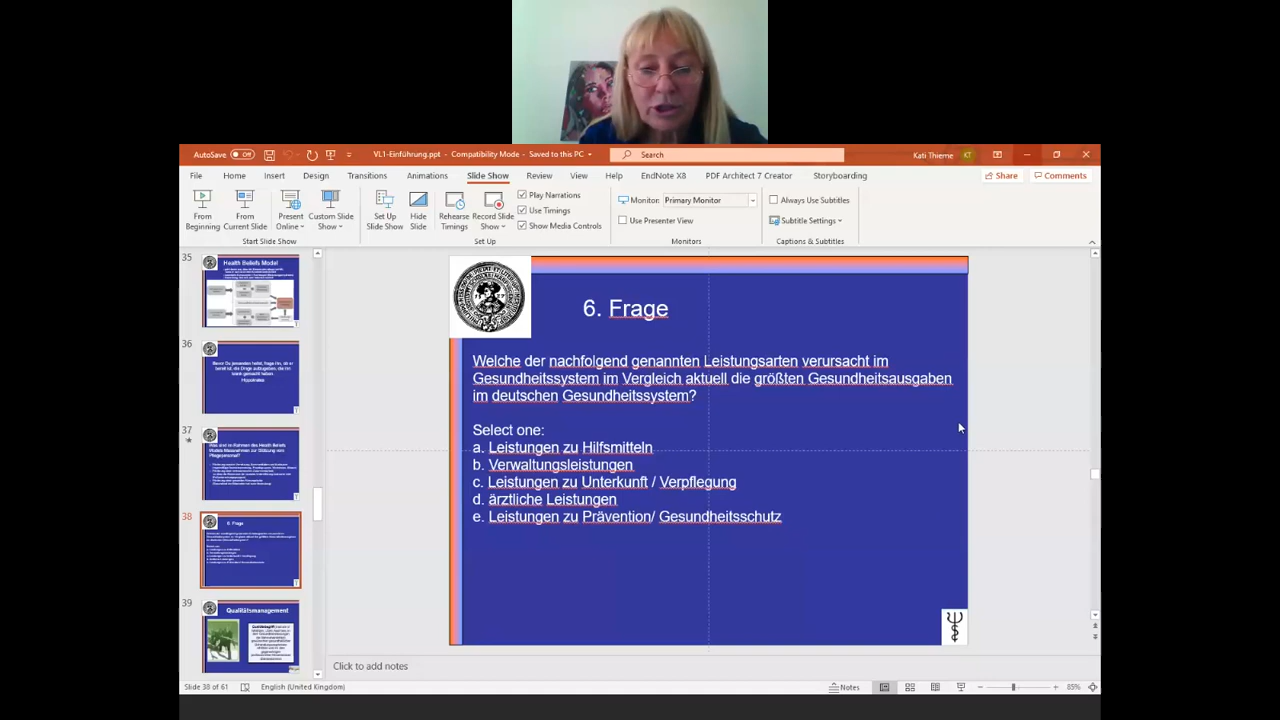 AutoSave Off
VL1-Einführung.ppt - Compatibility Mode - Saved to this PC
Search
Kati Thieme KT
File Home Insert Design Transitions Animations Slide Show Review View Help EndNote X8 PDF Architect 7 Creator Storyboarding Share Comments
From Beginning
From Current Slide
Present Online
Custom Slide Show
Start Slide Show
Set Up Slide Show
Hide Slide
Rehearse Timings
Record Slide Show
Play Narrations
Use Timings
Show Media Controls
Set Up
Monitor: Primary Monitor
Use Presenter View
Monitors
Always Use Subtitles
Subtitle Settings
Captions & Subtitles
35
Health Beliefs Model
36
37
38
6. Frage
39
Qualitätsmanagement
6. Frage
Welche der nachfolgend genannten Leistungsarten verursacht im
Gesundheitssystem im Vergleich aktuell die größten Gesundheitsausgaben
im deutschen Gesundheitssystem?
Select one:
a. Leistungen zu Hilfsmitteln
b. Verwaltungsleistungen
c. Leistungen zu Unterkunft / Verpflegung
d. ärztliche Leistungen
e. Leistungen zu Prävention/ Gesundheitsschutz
Click to add notes
Slide 38 of 61 English (United Kingdom) Notes 85%